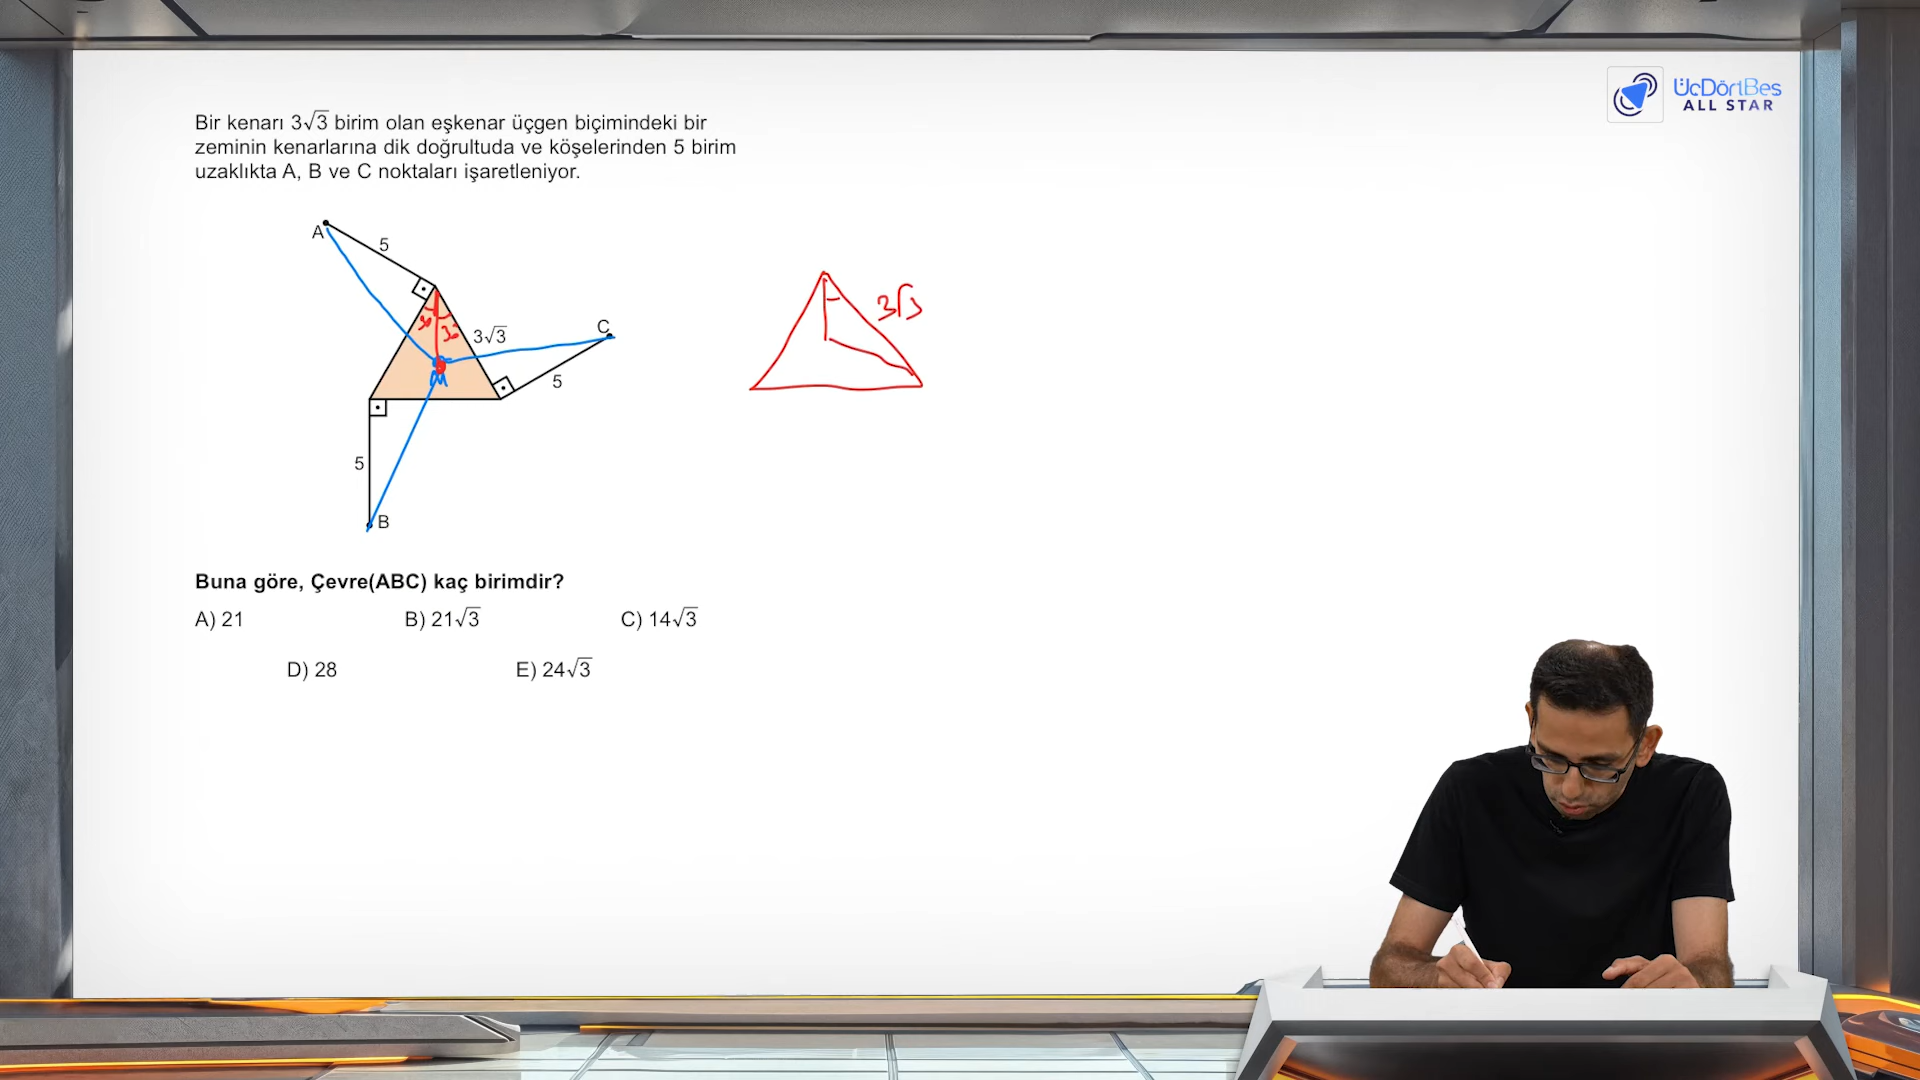 ÜçDörtBeş
ALL STAR
Bir kenarı 3√3 birim olan eşkenar üçgen biçimindeki bir
zeminin kenarlarına dik doğrultuda ve köşelerinden 5 birim
uzaklıkta A, B ve C noktaları işaretleniyor.
A
5
30
30
3√3
C
5
M
5
B
3√3
Buna göre, Çevre(ABC) kaç birimdir?
A) 21
B) 21√3
C) 14√3
D) 28
E) 24√3